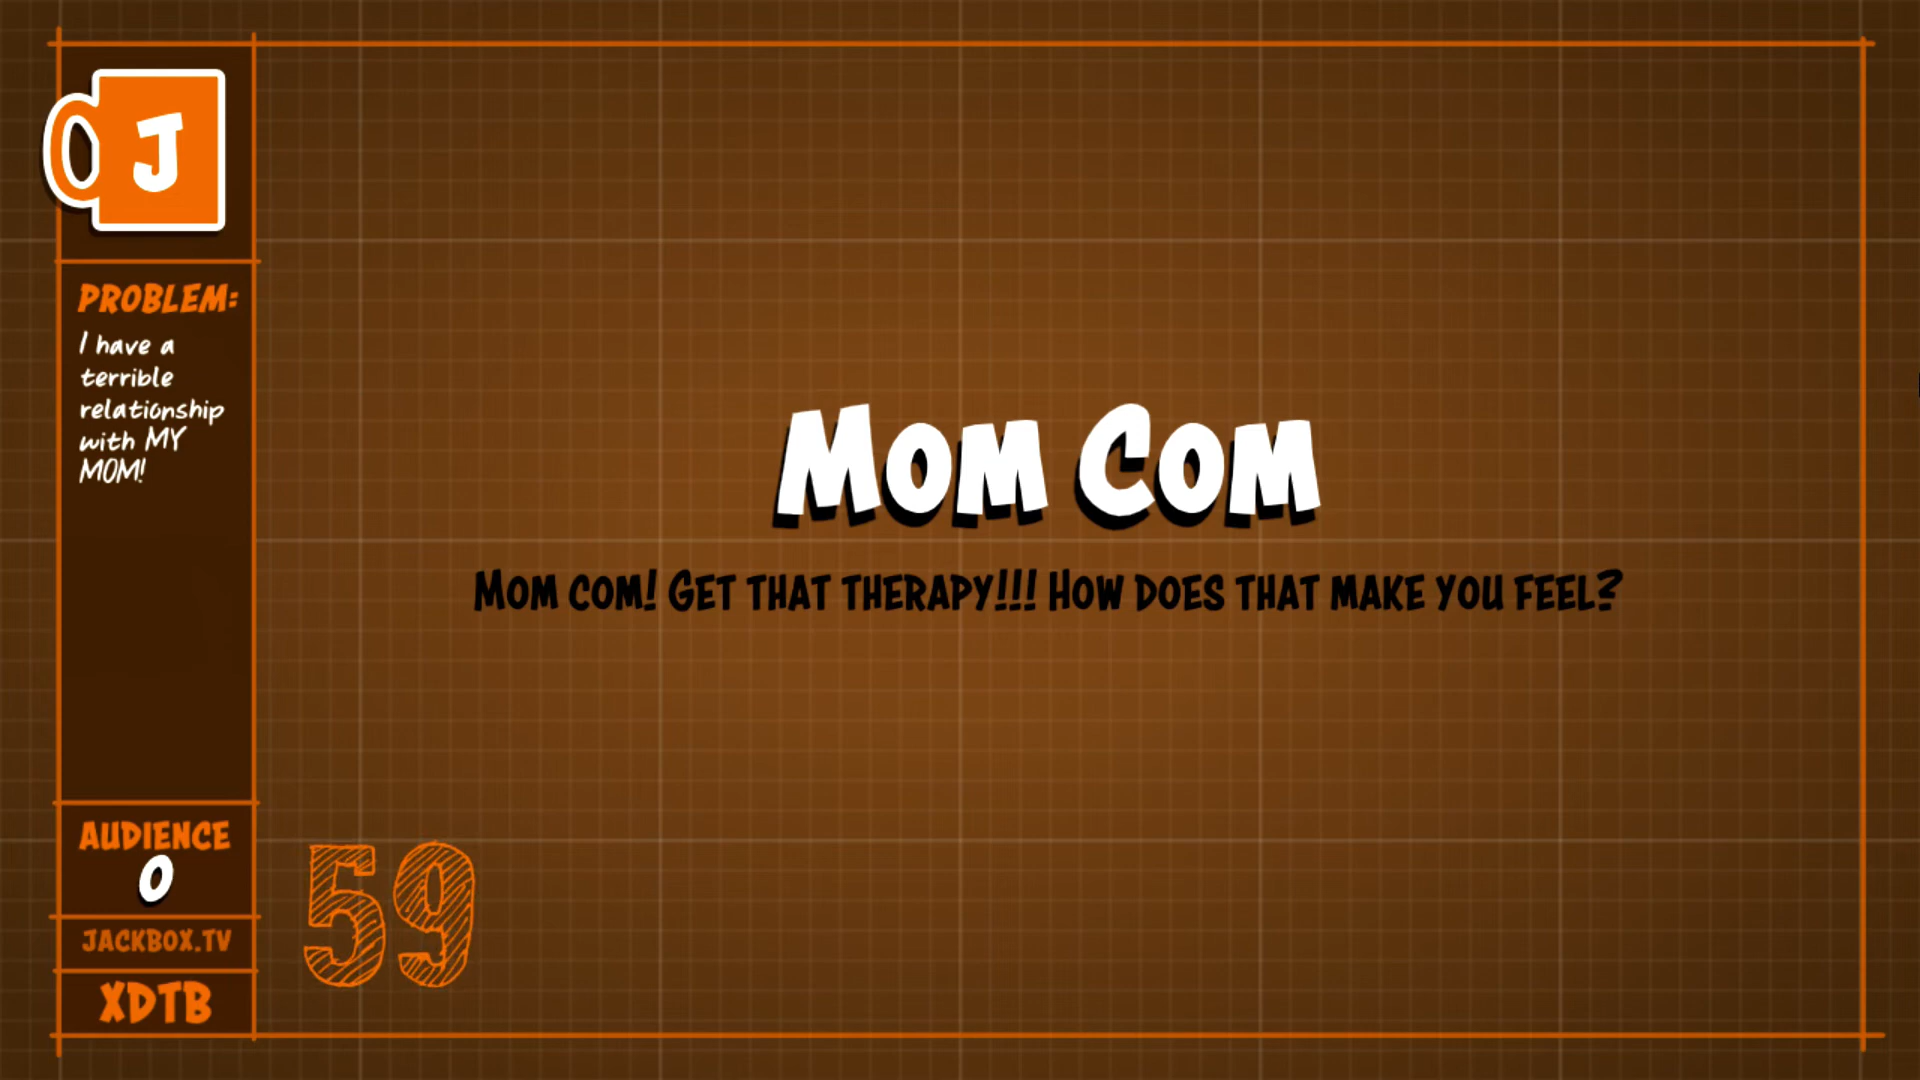 J
PROBLEM:
I have a
terrible
relationship
with MY
MOM!
MOM COM
MOM COM! GET THAT THERAPY!!! HOW DOES THAT MAKE YOU FEEL?
AUDIENCE
0
59
JACKBOX.TV
XDTB